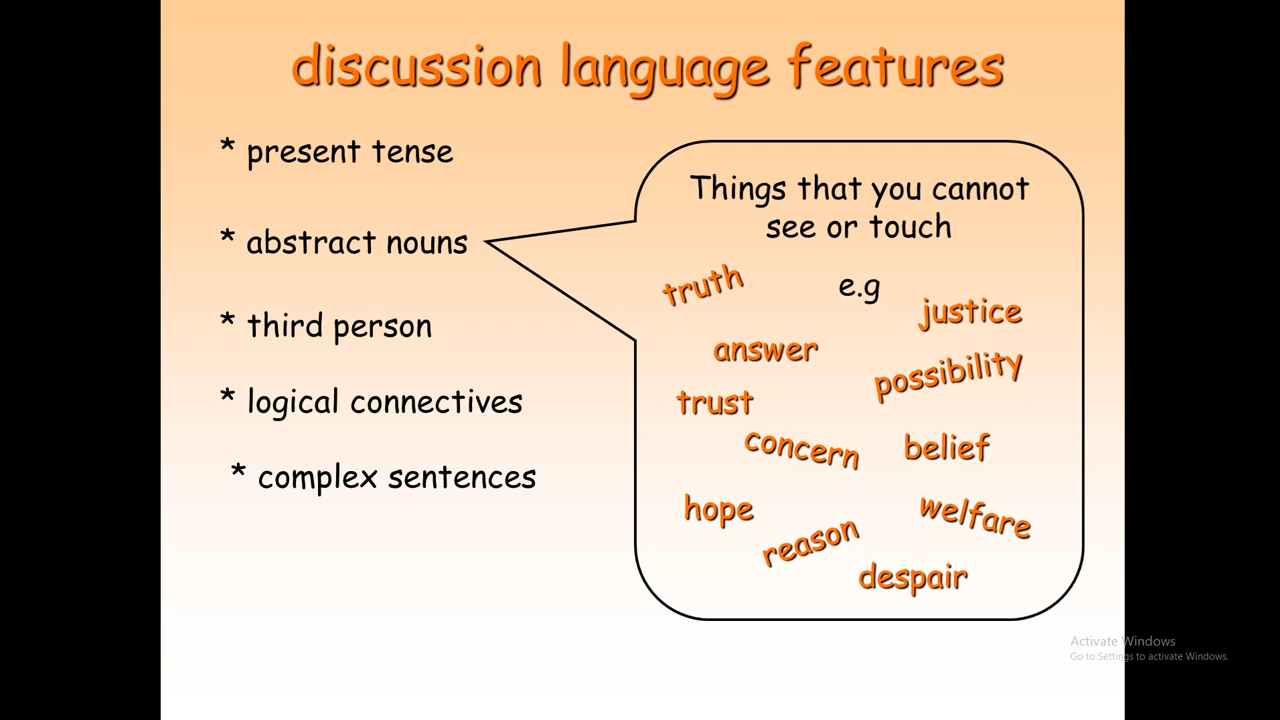 discussion language features
* present tense
* abstract nouns
* third person
* logical connectives
* complex sentences
Things that you cannot
see or touch
e.g
truth
justice
answer
possibility
trust
concern
belief
hope
welfare
reason
despair
Activate Windows
Go to Settings to activate Windows.